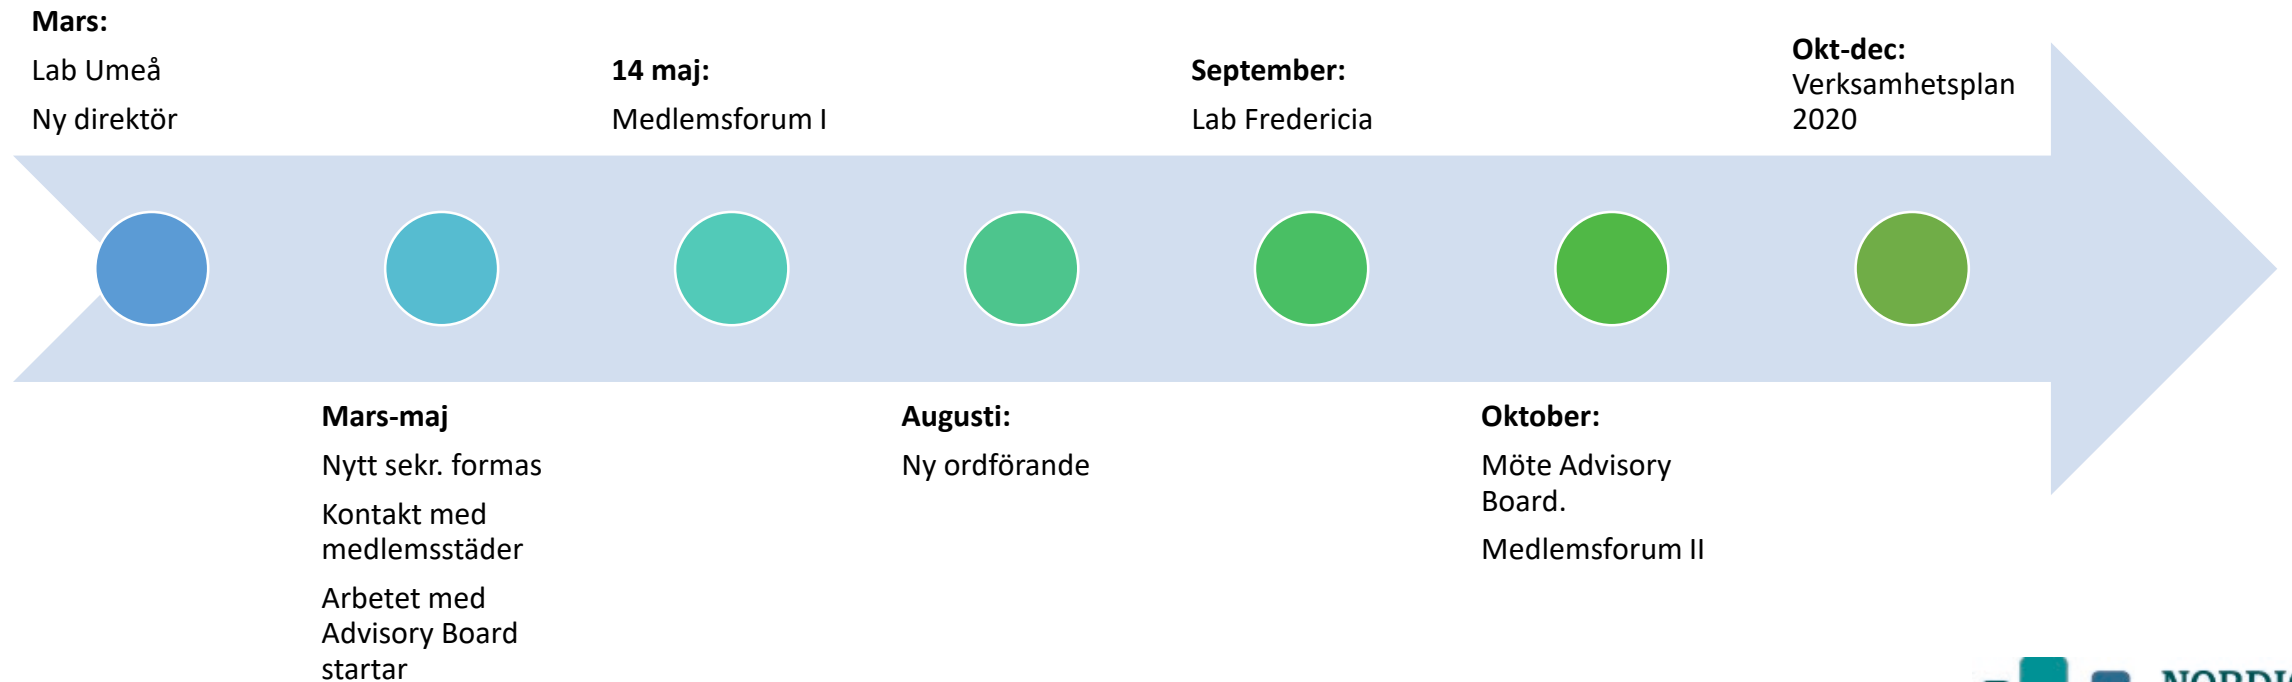 Mars:
Lab Umeå
Ny direktör
Mars-maj
Nytt sekr. formas
Kontakt med
medlemsstäder
Arbetet med
Advisory Board
startar
14 maj:
Medlemsforum I
Augusti:
Ny ordförande
September:
Lab Fredericia
Oktober:
Möte Advisory
Board.
Medlemsforum II
Okt-dec:
Verksamhetsplan
2020